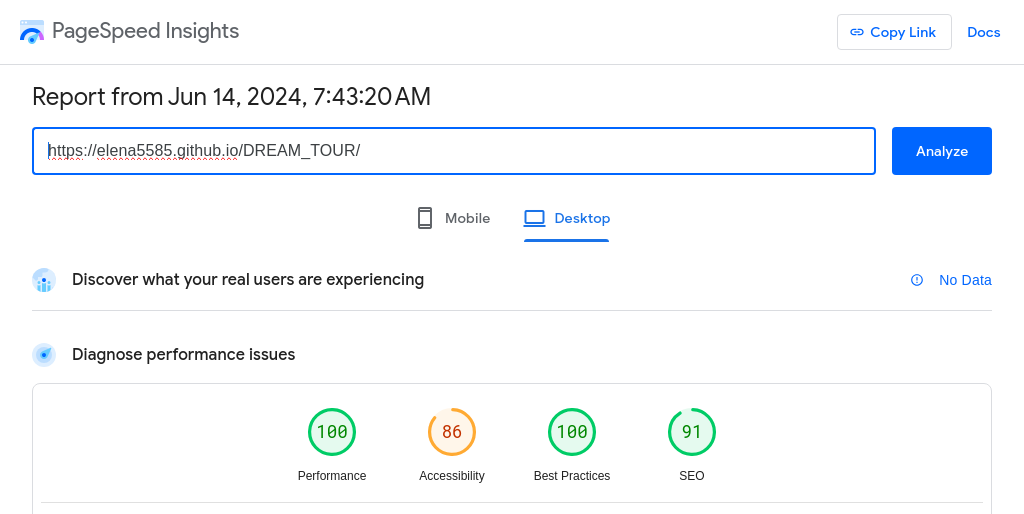 PageSpeed Insights
Copy Link
Docs
Report from Jun 14, 2024, 7:43:20 AM
https://elena5585.github.io/DREAM_TOUR/
Analyze
Mobile
Desktop
Discover what your real users are experiencing
No Data
Diagnose performance issues
100
86
100
91
Performance
Accessibility
Best Practices
SEO